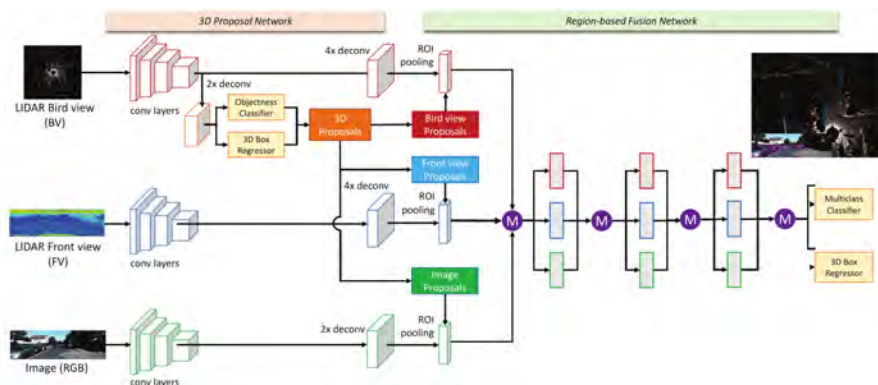 3D Proposal Network
Region-based Fusion Network
4x deconv
ROI
pooling
2x deconv
LIDAR Bird view
(BV)
conv layers
Objectness
Classifier
3D Box
Regressor
3D
Proposals
Bird view
Proposals
Front view
Proposals
4x deconv
ROI
pooling
M
M
M
M
Multiclass
Classifier
3D Box
Regressor
LIDAR Front view
(FV)
conv layers
Image
Proposals
2x deconv
ROI
pooling
Image (RGB)
conv layers